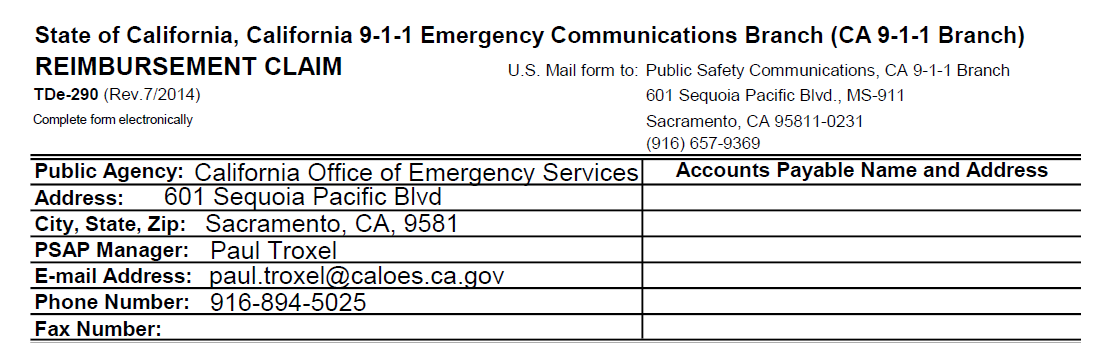 State of California, California 9-1-1 Emergency Communications Branch (CA 9-1-1 Branch)
REIMBURSEMENT CLAIM
U.S. Mail form to: Public Safety Communications, CA 9-1-1 Branch
TDe-290 (Rev.7/2014)
601 Sequoia Pacific Blvd., MS-911
Complete form electronically
Sacramento, CA 95811-0231
(916) 657-9369
Public Agency: California Office of Emergency Services
Accounts Payable Name and Address
Address: 601 Sequoia Pacific Blvd
City, State, Zip: Sacramento, CA, 9581
PSAP Manager: Paul Troxel
E-mail Address: paul.troxel@caloes.ca.gov
Phone Number: 916-894-5025
Fax Number: